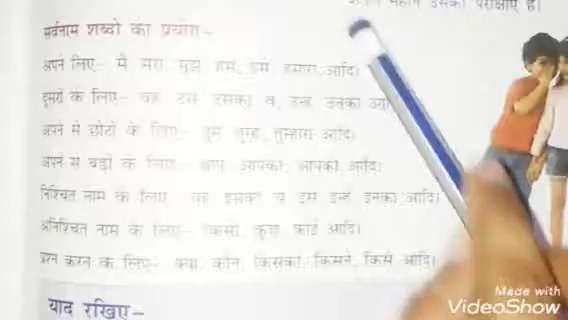 सर्वनाम शब्दों का प्रयोग -
अपने लिए- मैं मेरा, मुझे हम, हमें हमारा, आदि।
दूसरों के लिए- वह उस उसका वे, उन्हें उनका
अपने से छोटों के लिए- तुम तुम्हें, तुम्हारा आदि।
अपने से बड़ों के लिए- आप, आपका, आपकी आदि।
निश्चित नाम के लिए- यह इसका ये इस इन्हें इनका आदि।
अनिश्चित नाम के लिए- किसी, कुछ कोई आदि।
प्रश्न करने के लिए- क्या, कौन, किसका, किसने, किसे आदि।
याद रखिए-
Made with
VideoShow